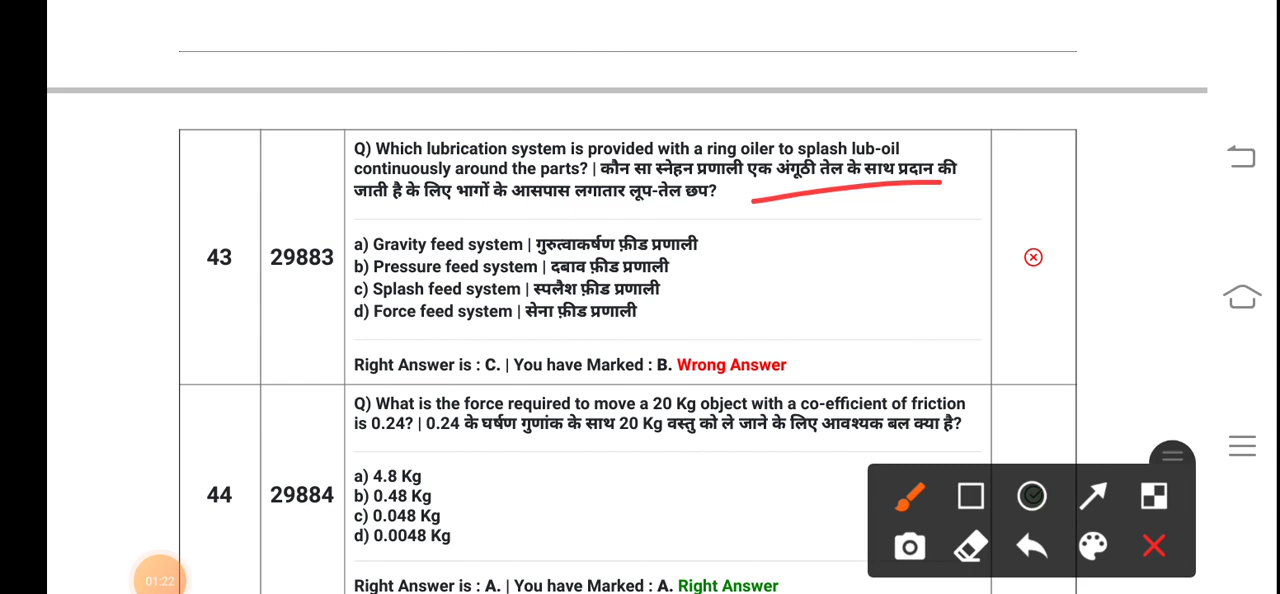 43
29883
Q) Which lubrication system is provided with a ring oiler to splash lub-oil
continuously around the parts? | कौन सा स्नेहन प्रणाली एक अंगूठी तेल के साथ प्रदान की
जाती है के लिए भागों के आसपास लगातार लूप-तेल छप?
a) Gravity feed system | गुरुत्वाकर्षण फ़ीड प्रणाली
b) Pressure feed system | दबाव फ़ीड प्रणाली
c) Splash feed system | स्पलैश फ़ीड प्रणाली
d) Force feed system | सेना फ़ीड प्रणाली
Right Answer is : C. | You have Marked : B. Wrong Answer
44
29884
Q) What is the force required to move a 20 Kg object with a co-efficient of friction
is 0.24? | 0.24 के घर्षण गुणांक के साथ 20 Kg वस्तु को ले जाने के लिए आवश्यक बल क्या है?
a) 4.8 Kg
b) 0.48 Kg
c) 0.048 Kg
d) 0.0048 Kg
Right Answer is : A. | You have Marked : A. Right Answer
01:22